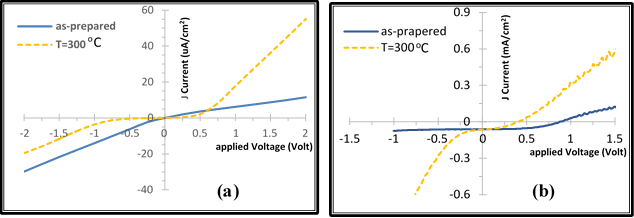 60
as-prepared
T=300 °C
40
20
0
-2 -1.5 -1 -0.5 0 0.5 1 1.5 2
-20
-40
J Current (uA/cm²)
applied Voltage (Volt)
(a)
0.9
as-prapered
T=300°C
0.6
0.3
0
-1.5 -1 -0.5 0 0.5 1 1.5
-0.3
-0.6
J Current (mA/cm²)
applied Voltage (Volt)
(b)